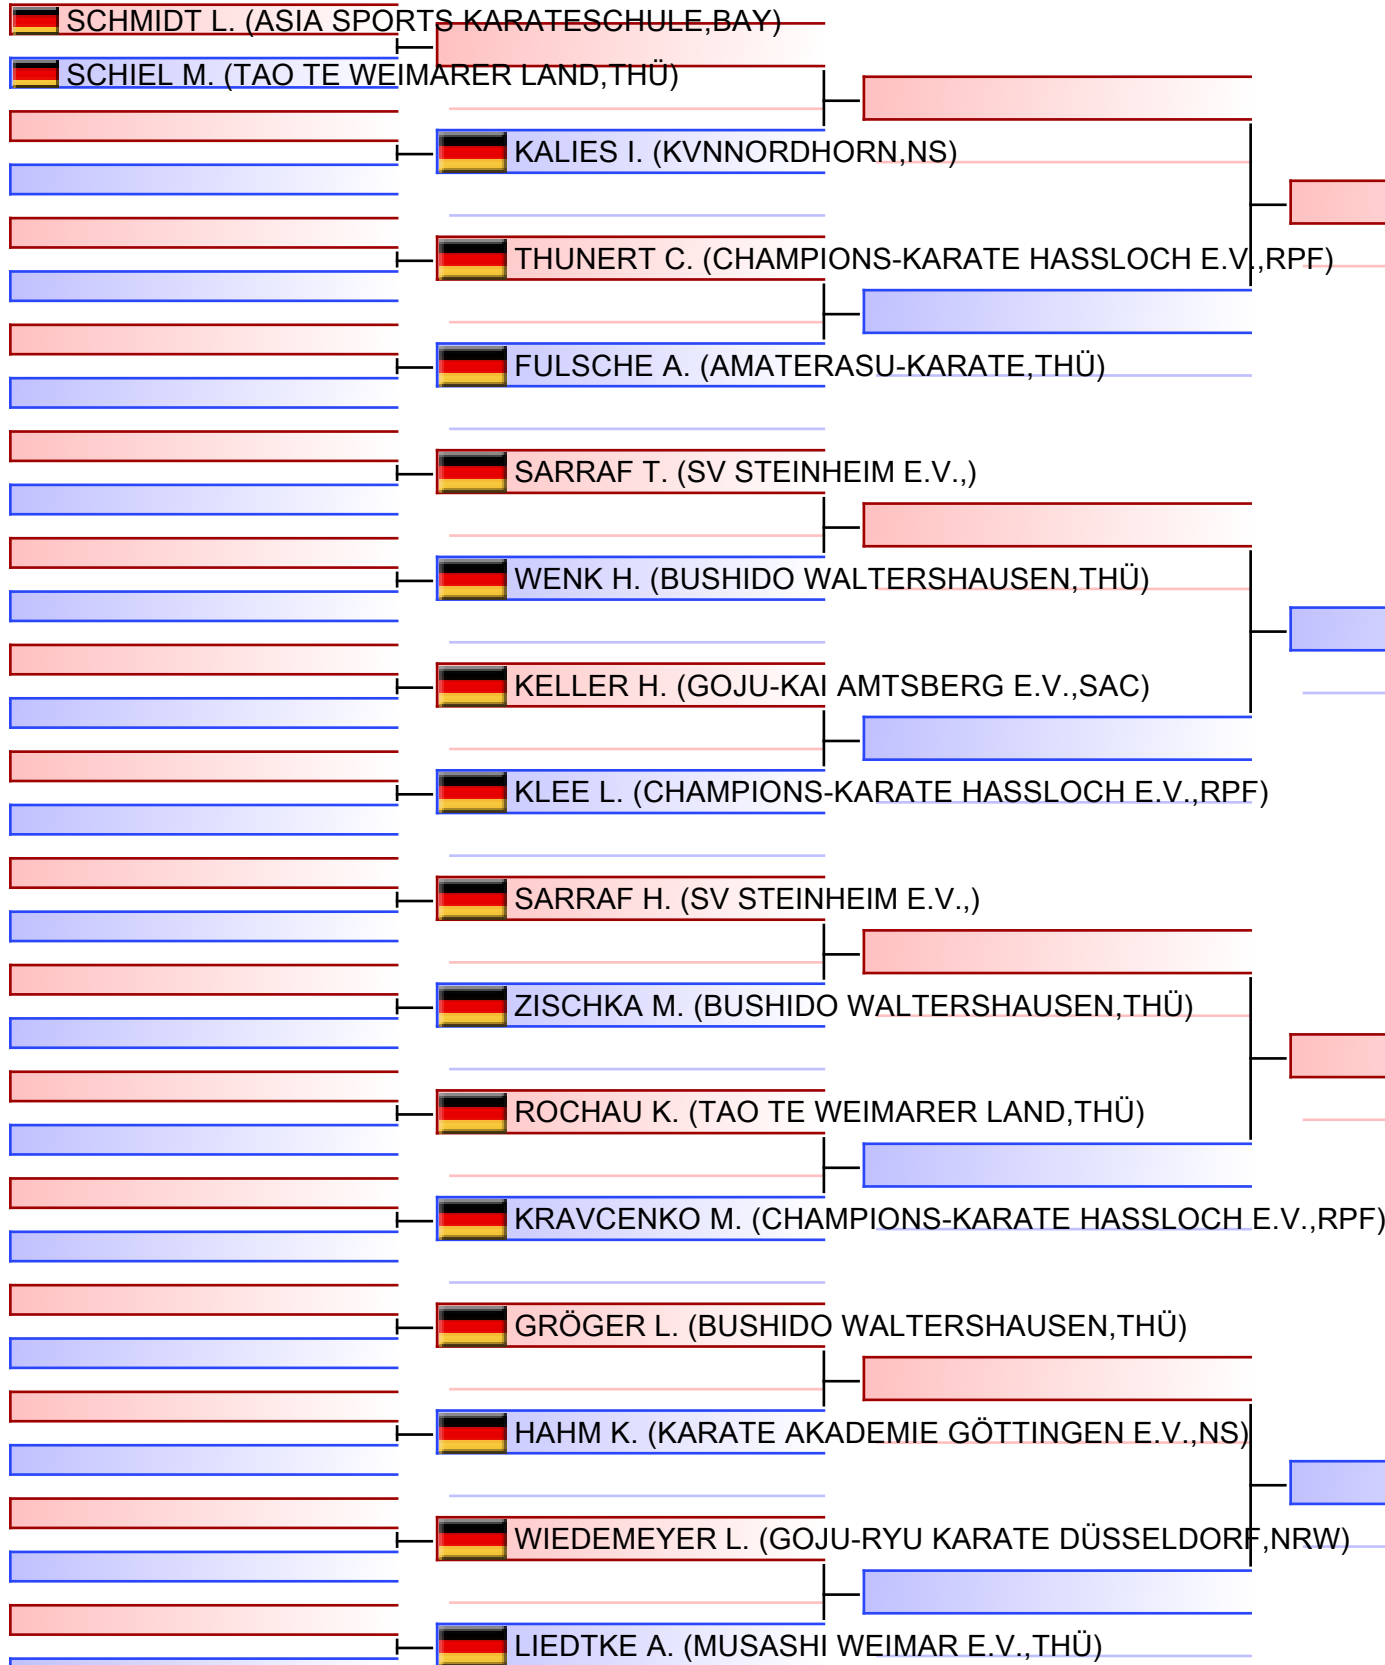 SCHMIDT L. (ASIA SPORTS KARATESCHULE,BAY)
SCHIEL M. (TAO TE WEIMARER LAND,THÜ)
KALIES I. (KVNNORDHORN,NS)
THUNERT C. (CHAMPIONS-KARATE HASSLOCH E.V.,RPF)
FULSCHE A. (AMATERASU-KARATE,THÜ)
SARRAF T. (SV STEINHEIM E.V.,)
WENK H. (BUSHIDO WALTERSHAUSEN,THÜ)
KELLER H. (GOJU-KAI AMTSBERG E.V.,SAC)
KLEE L. (CHAMPIONS-KARATE HASSLOCH E.V.,RPF)
SARRAF H. (SV STEINHEIM E.V.,)
ZISCHKA M. (BUSHIDO WALTERSHAUSEN,THÜ)
ROCHAU K. (TAO TE WEIMARER LAND,THÜ)
KRAVCENKO M. (CHAMPIONS-KARATE HASSLOCH E.V.,RPF)
GRÖGER L. (BUSHIDO WALTERSHAUSEN,THÜ)
HAHM K. (KARATE AKADEMIE GÖTTINGEN E.V.,NS)
WIEDEMEYER L. (GOJU-RYU KARATE DÜSSELDORF,NRW)
LIEDTKE A. (MUSASHI WEIMAR E.V.,THÜ)